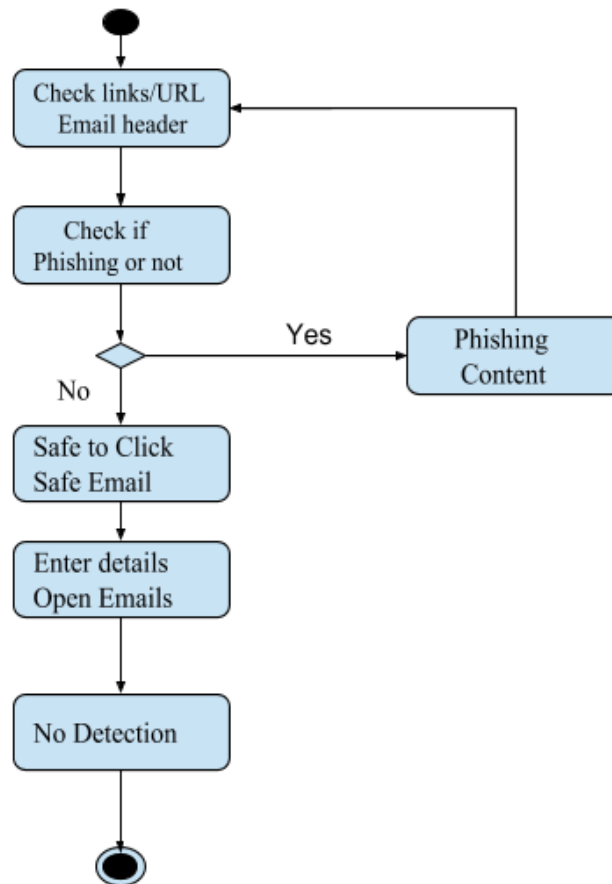 Check links/URL
Email header
Check if
Phishing or not
Yes
Phishing
Content
No
Safe to Click
Safe Email
Enter details
Open Emails
No Detection